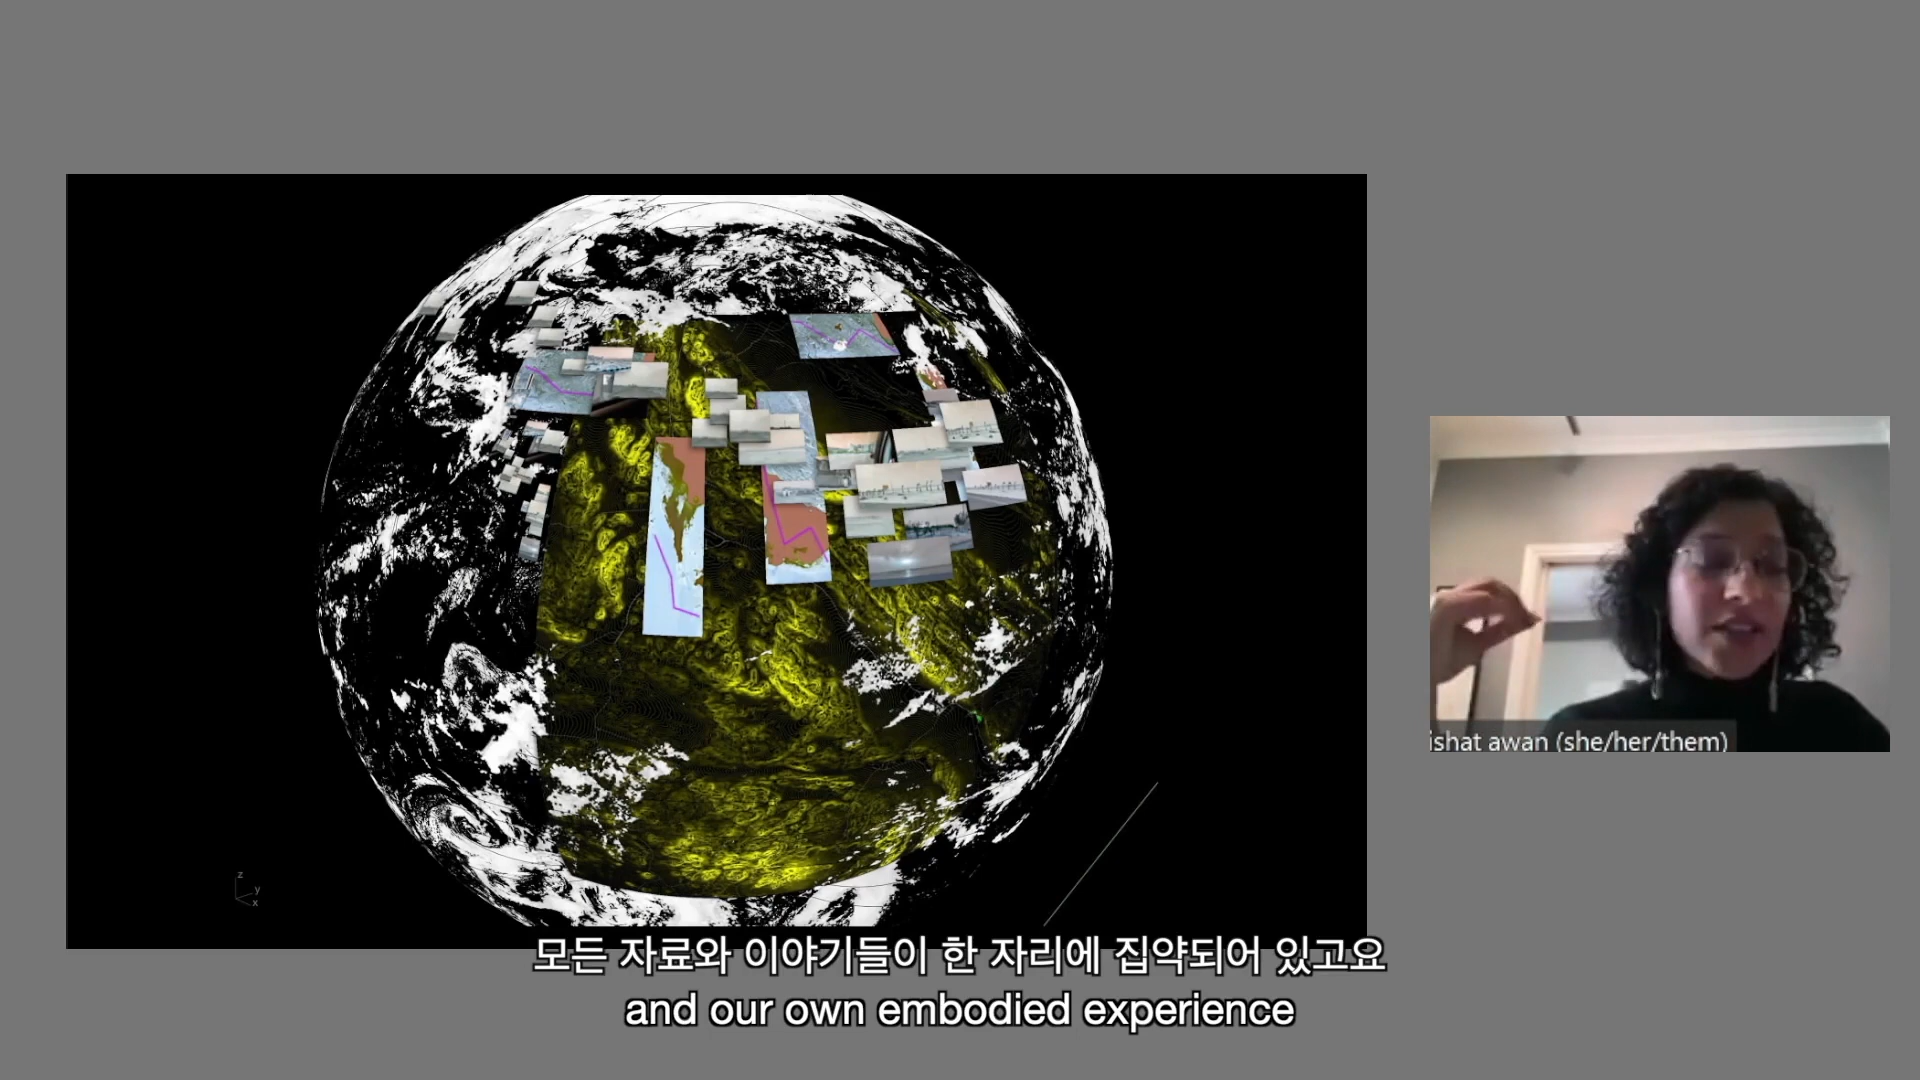 z
y
x
ishat awan (she/her/them)
모든 자료와 이야기들이 한 자리에 집약되어 있고요
and our own embodied experience